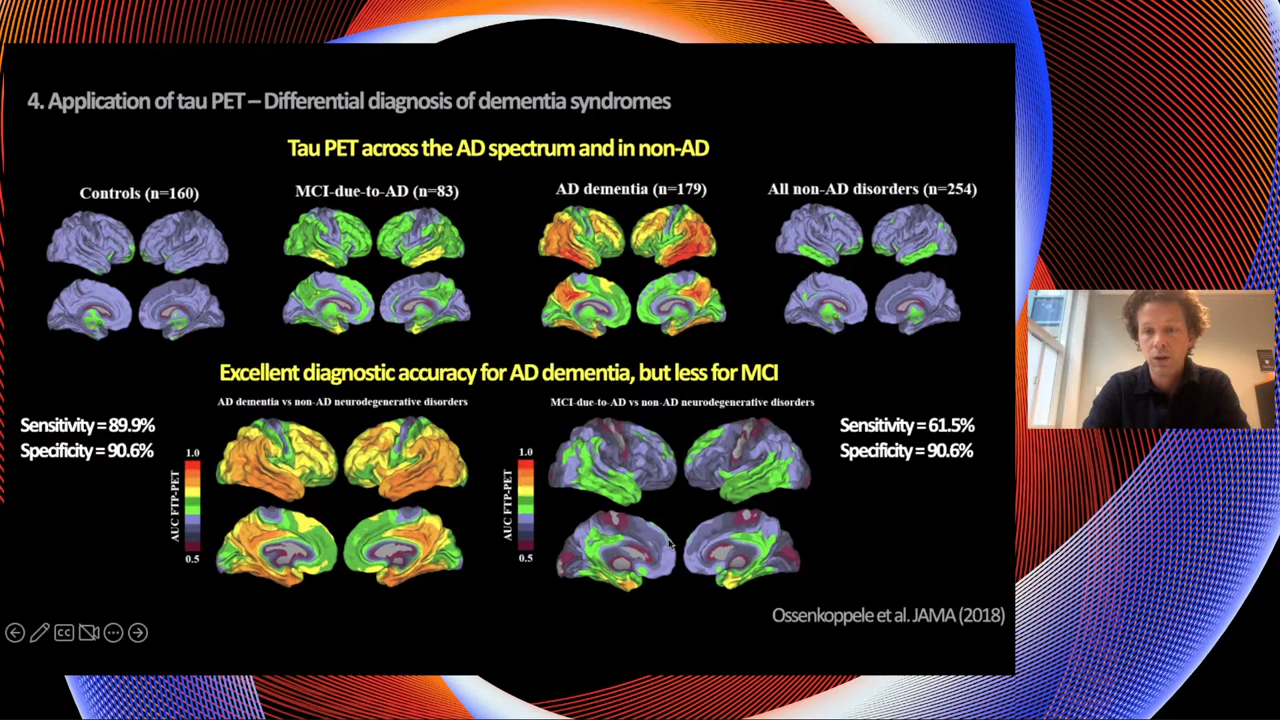 4. Application of tau PET – Differential diagnosis of dementia syndromes
Tau PET across the AD spectrum and in non-AD
Controls (n=160)
MCI-due-to-AD (n=83)
AD dementia (n=179)
All non-AD disorders (n=254)
Excellent diagnostic accuracy for AD dementia, but less for MCI
AD dementia vs non-AD neurodegenerative disorders
MCI-due-to-AD vs non-AD neurodegenerative disorders
Sensitivity = 89.9%
Specificity = 90.6%
1.0
AUC FTP-PET
0.5
1.0
AUC FTP-PET
0.5
Sensitivity = 61.5%
Specificity = 90.6%
Ossenkoppele et al. JAMA (2018)
CC